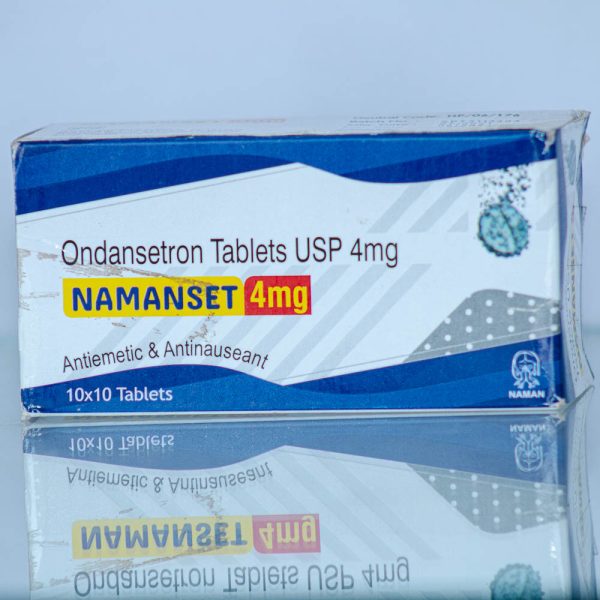 Ondansetron Tablets USP 4mg
NAMANSET 4mg
Antiemetic & Antinauseant
10x10 Tablets
NAMAN